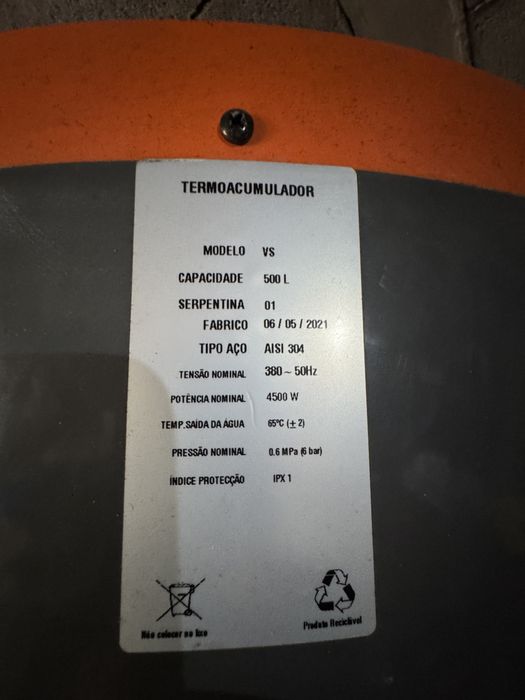 TERMOACUMULADOR
MODELO VS
CAPACIDADE 500 L
SERPENTINA 01
FABRICO 06 / 05 / 2021
TIPO AÇO AISI 304
TENSÃO NOMINAL 380 ~ 50Hz
POTÊNCIA NOMINAL 4500 W
TEMP.SAÍDA DA ÁGUA 65ºC (± 2)
PRESSÃO NOMINAL 0.6 MPa (6 bar)
ÍNDICE PROTECÇÃO IPX 1
Não colocar no lixo Produto Reciclável